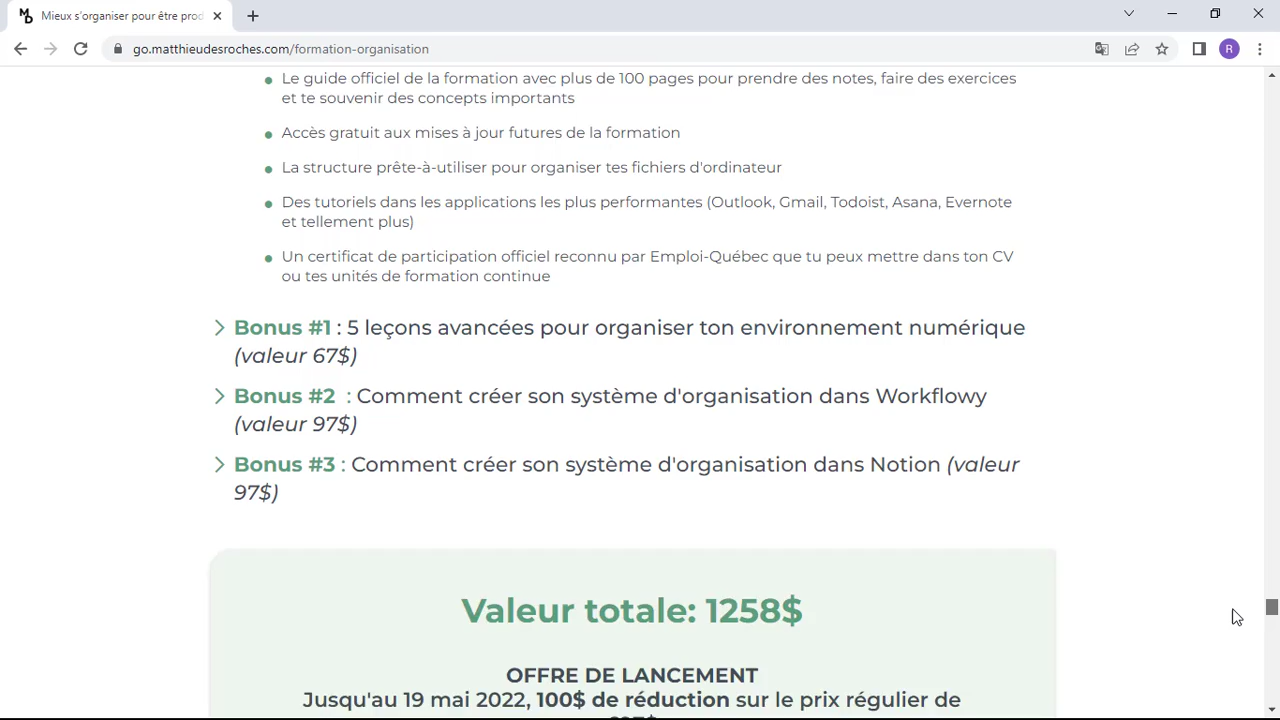 Mieux s'organiser pour être prod
go.matthieudesroches.com/formation-organisation
R
Le guide officiel de la formation avec plus de 100 pages pour prendre des notes, faire des exercices
et te souvenir des concepts importants
Accès gratuit aux mises à jour futures de la formation
La structure prête-à-utiliser pour organiser tes fichiers d'ordinateur
Des tutoriels dans les applications les plus performantes (Outlook, Gmail, Todoist, Asana, Evernote
et tellement plus)
Un certificat de participation officiel reconnu par Emploi-Québec que tu peux mettre dans ton CV
ou tes unités de formation continue
Bonus #1 : 5 leçons avancées pour organiser ton environnement numérique
(valeur 67$)
Bonus #2 : Comment créer son système d'organisation dans Workflowy
(valeur 97$)
Bonus #3 : Comment créer son système d'organisation dans Notion (valeur
97$)
Valeur totale: 1258$
OFFRE DE LANCEMENT
Jusqu'au 19 mai 2022, 100$ de réduction sur le prix régulier de